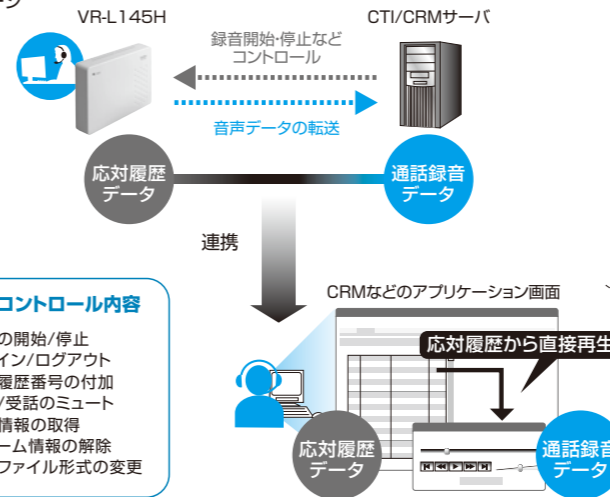 VR-L145H
CTI/CRMサーバ
録音開始・停止など
コントロール
音声データの転送
応対履歴
データ
通話録音
データ
連携
コントロール内容
の開始/停止
イン/ログアウト
履歴番号の付加
/受話のミュート
情報の取得
ーム情報の解除
ファイル形式の変更
CRMなどのアプリケーション画面
応対履歴から直接再生
応対履歴
データ
通話録音
データ